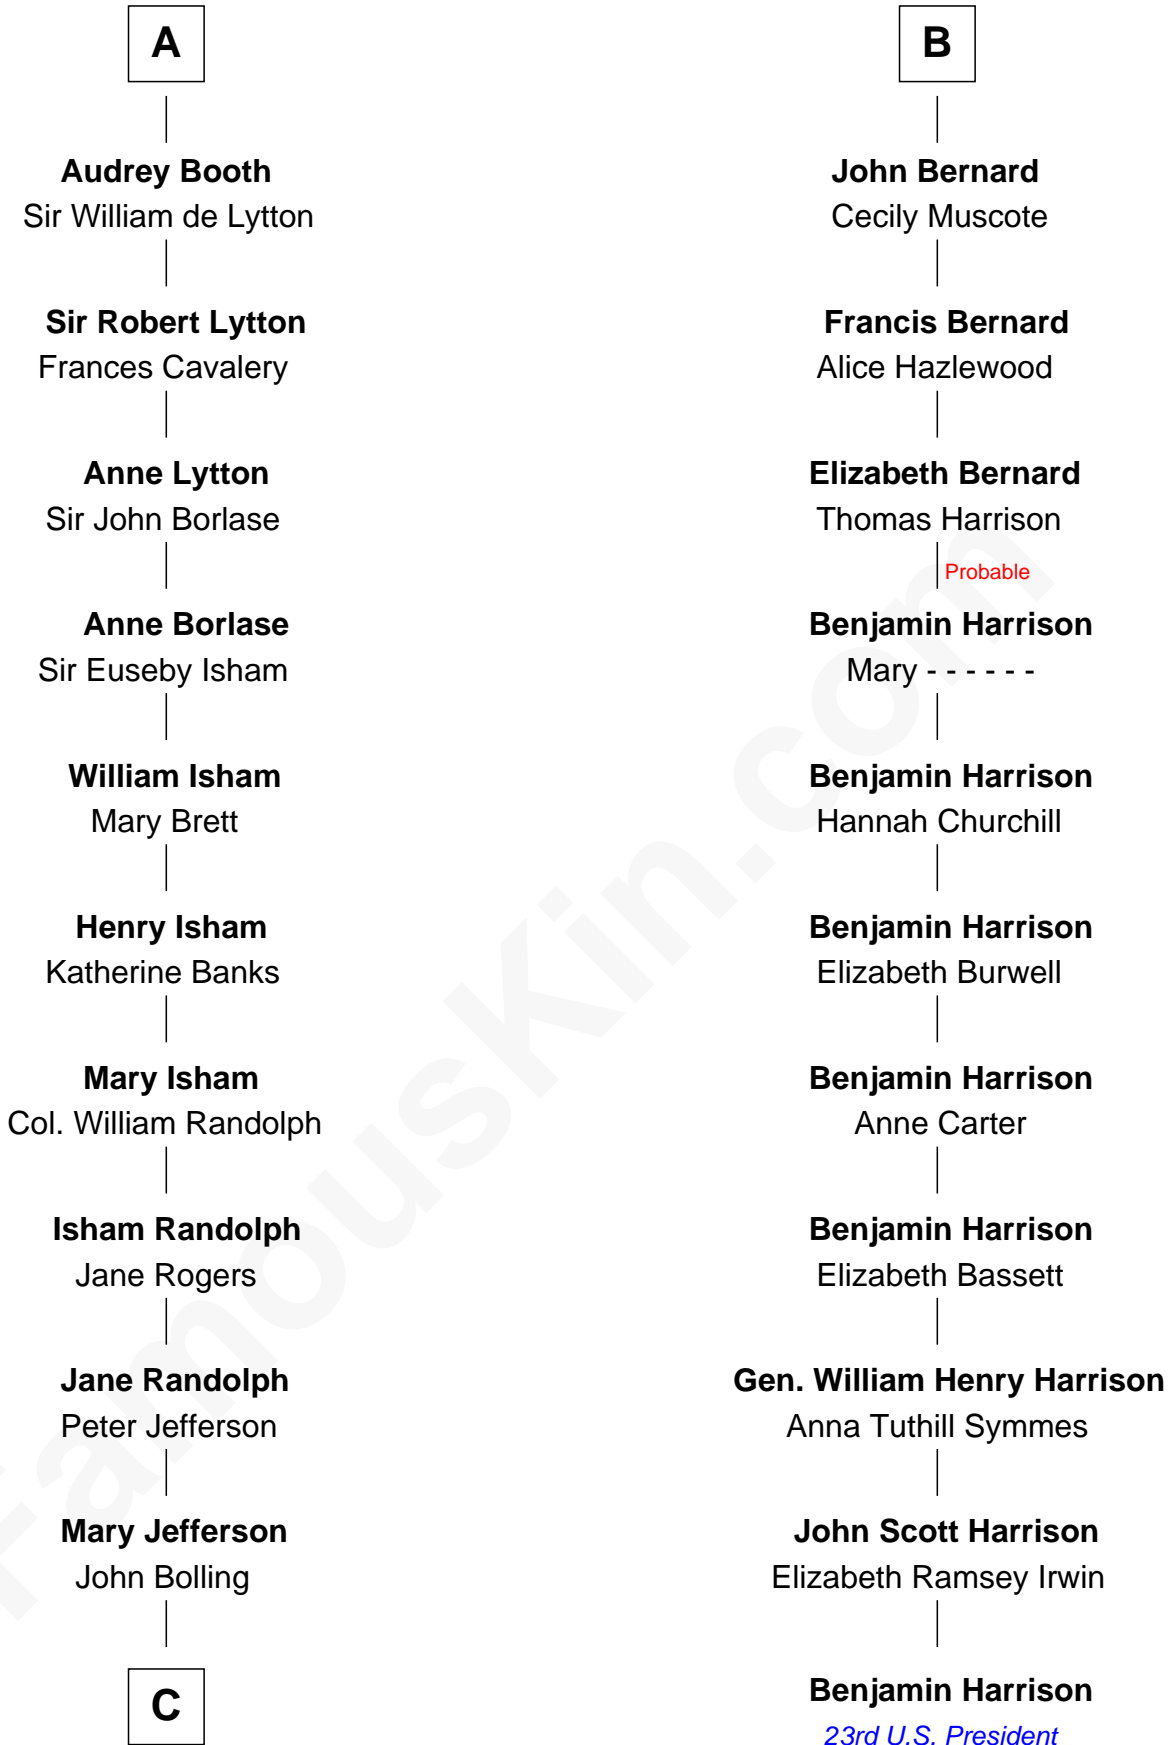 A
Audrey Booth
Sir William de Lytton
Sir Robert Lytton
Frances Cavalery
Anne Lytton
Sir John Borlase
Anne Borlase
Sir Euseby Isham
William Isham
Mary Brett
Henry Isham
Katherine Banks
Mary Isham
Col. William Randolph
Isham Randolph
Jane Rogers
Jane Randolph
Peter Jefferson
Mary Jefferson
John Bolling
C
B
John Bernard
Cecily Muscote
Francis Bernard
Alice Hazlewood
Elizabeth Bernard
Thomas Harrison
Probable
Benjamin Harrison
Mary - - - - - -
Benjamin Harrison
Hannah Churchill
Benjamin Harrison
Elizabeth Burwell
Benjamin Harrison
Anne Carter
Benjamin Harrison
Elizabeth Bassett
Gen. William Henry Harrison
Anna Tuthill Symmes
John Scott Harrison
Elizabeth Ramsey Irwin
Benjamin Harrison
23rd U.S. President
FamousKin.com